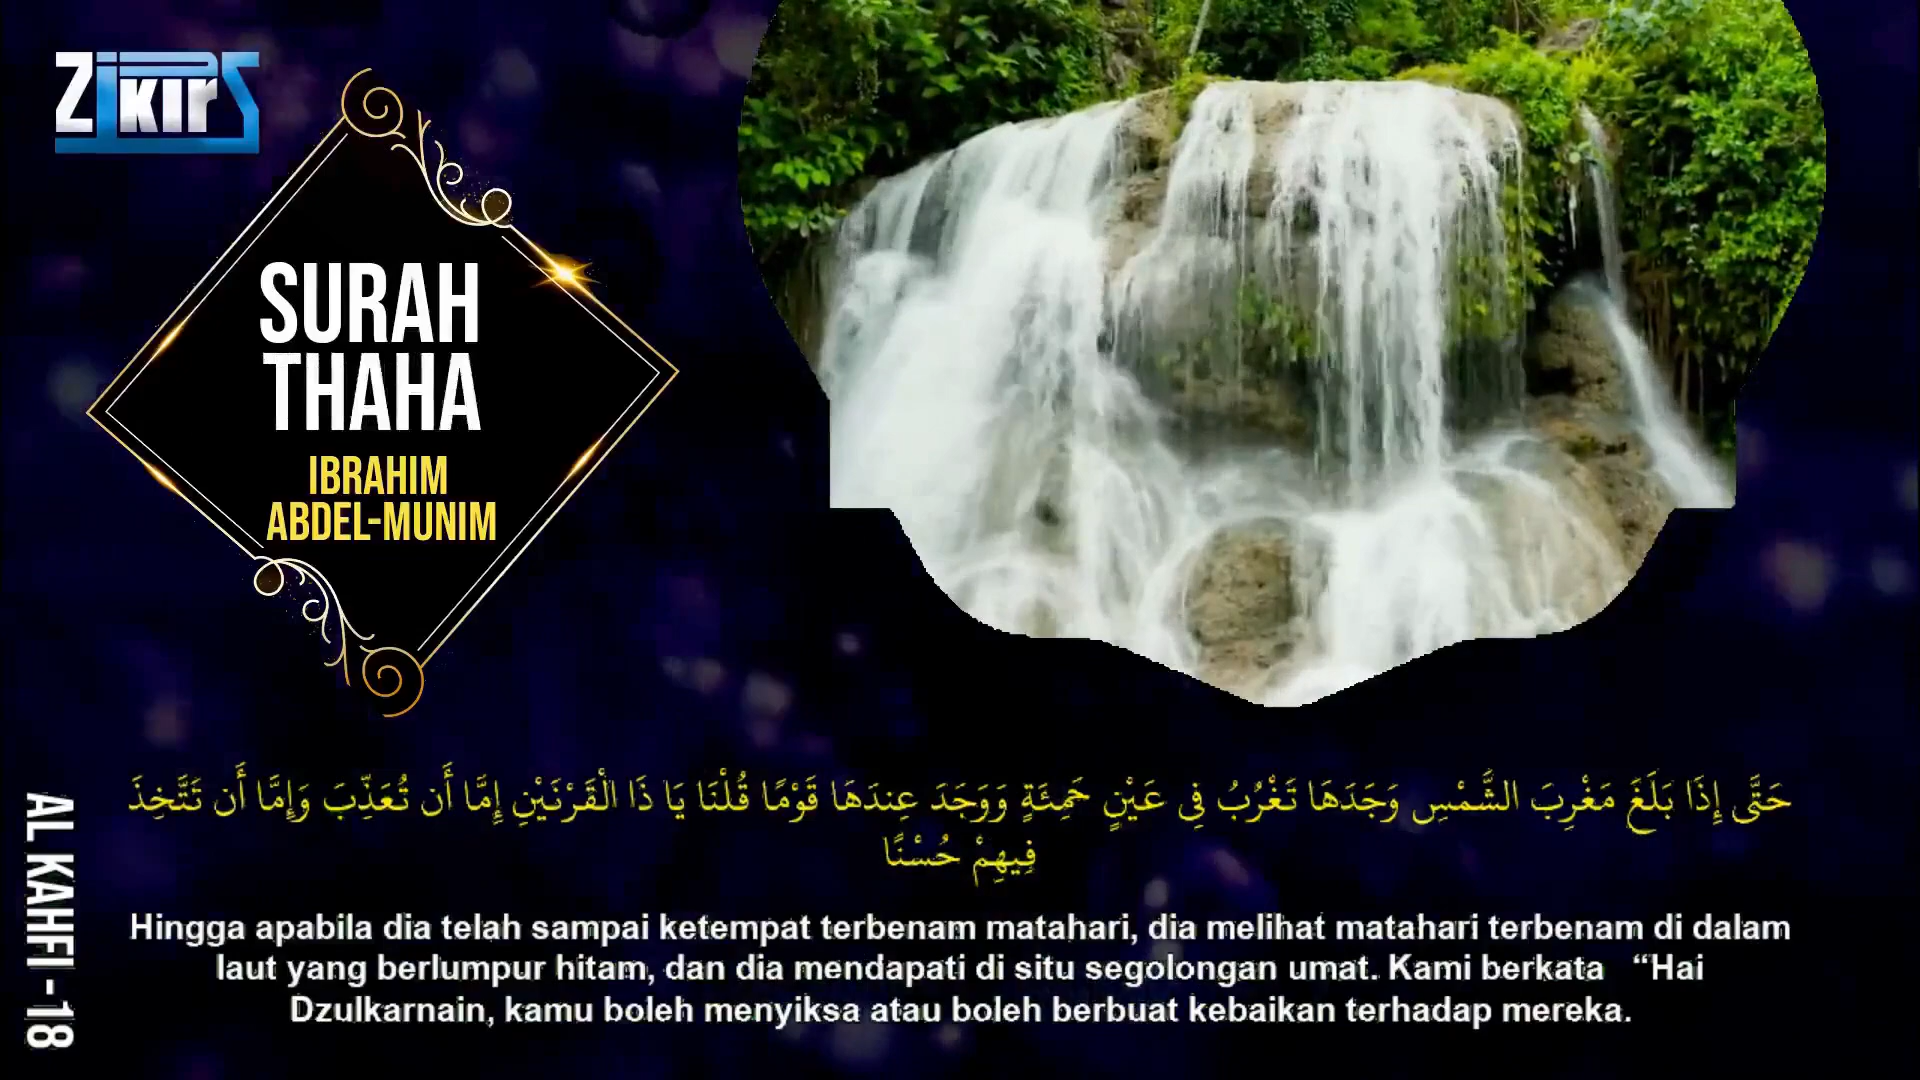 ZikirS
SURAH
THAHA
IBRAHIM
ABDEL-MUNIM
حَتَّى إِذَا بَلَغَ مَغْرِبَ الشَّمْسِ وَجَدَهَا تَغْرُبُ فِي عَيْنٍ حَمِئَةٍ وَوَجَدَ عِندَهَا قَوْمًا قُلْنَا يَا ذَا الْقَرْنَيْنِ إِمَّا أَن تُعَذِّبَ وَإِمَّا أَن تَتَّخِذَ
فِيهِمْ حُسْنًا
Hingga apabila dia telah sampai ketempat terbenam matahari, dia melihat matahari terbenam di dalam
laut yang berlumpur hitam, dan dia mendapati di situ segolongan umat. Kami berkata “Hai
Dzulkarnain, kamu boleh menyiksa atau boleh berbuat kebaikan terhadap mereka.
AL KAHFI - 18